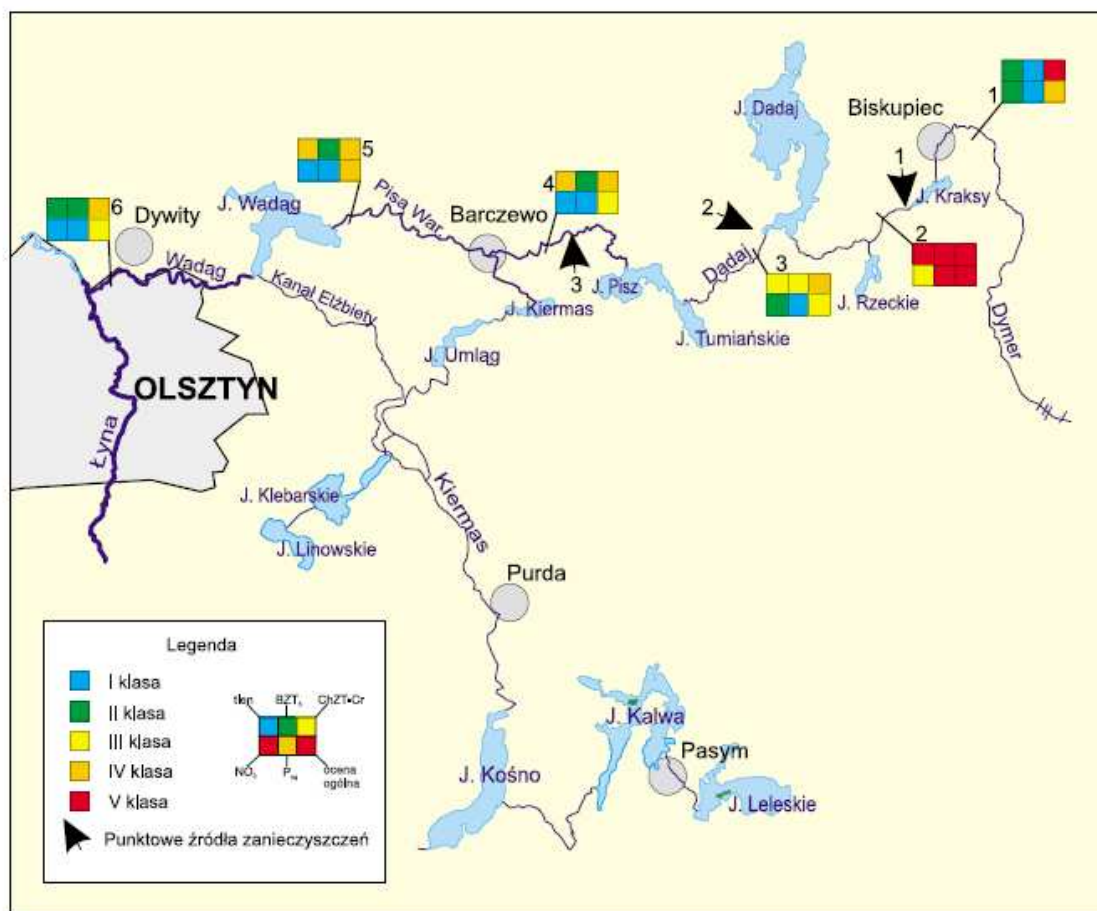 J. Dadaj
Biskupiec
1
1
J. Kraksy
5
4
J. Wadąg
Pisa War.
Barczewo
6
Dywity
2
Wadąg
Kanał Elżbiety
3
J. Pisz
Dadaj
3
2
J. Rzeckie
J. Kiermas
J. Tumiańskie
Dymer
J. Umląg
OLSZTYN
Łyna
J. Klebarskie
Kiermas
J. Linowskie
Purda
J. Kalwa
Pasym
J. Kośno
J. Leleskie
Legenda
I klasa
II klasa
III klasa
IV klasa
V klasa
tlen BZT₅ ChZT-Cr
NO₃ ocena
ogólna
Punktowe źródła zanieczyszczeń